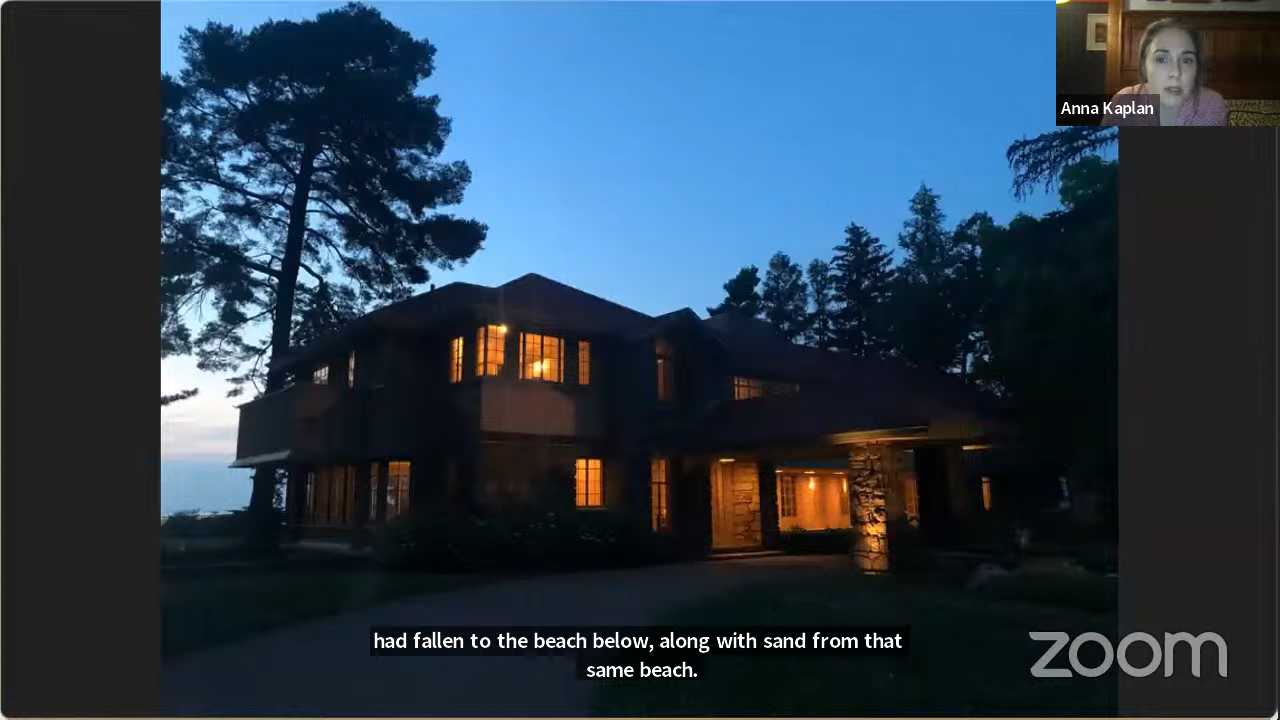 Anna Kaplan
had fallen to the beach below, along with sand from that
same beach.
zoom